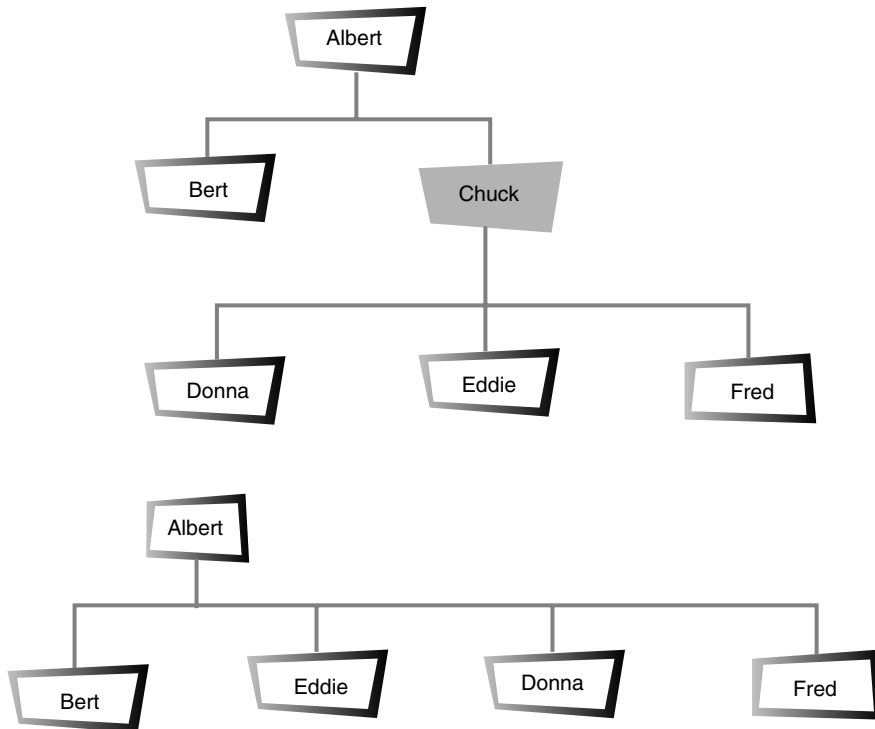 Albert
Bert
Chuck
Donna
Eddie
Fred
Albert
Bert
Eddie
Donna
Fred